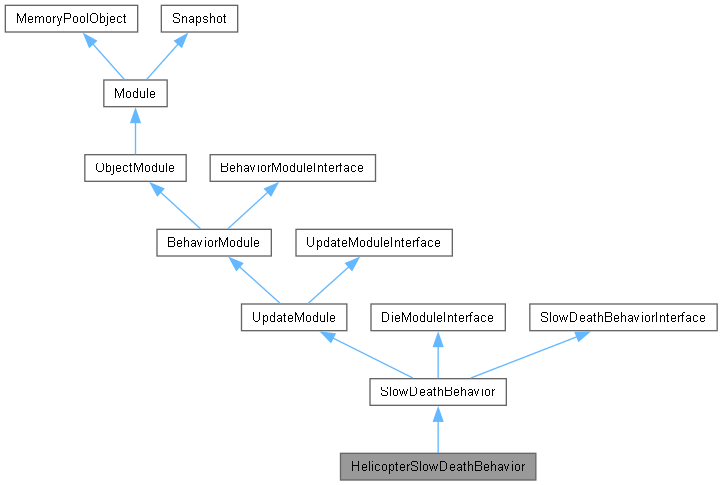 MemoryPoolObject
Snapshot
Module
ObjectModule
BehaviorModuleInterface
BehaviorModule
UpdateModuleInterface
UpdateModule
DieModuleInterface
SlowDeathBehaviorInterface
SlowDeathBehavior
HelicopterSlowDeathBehavior